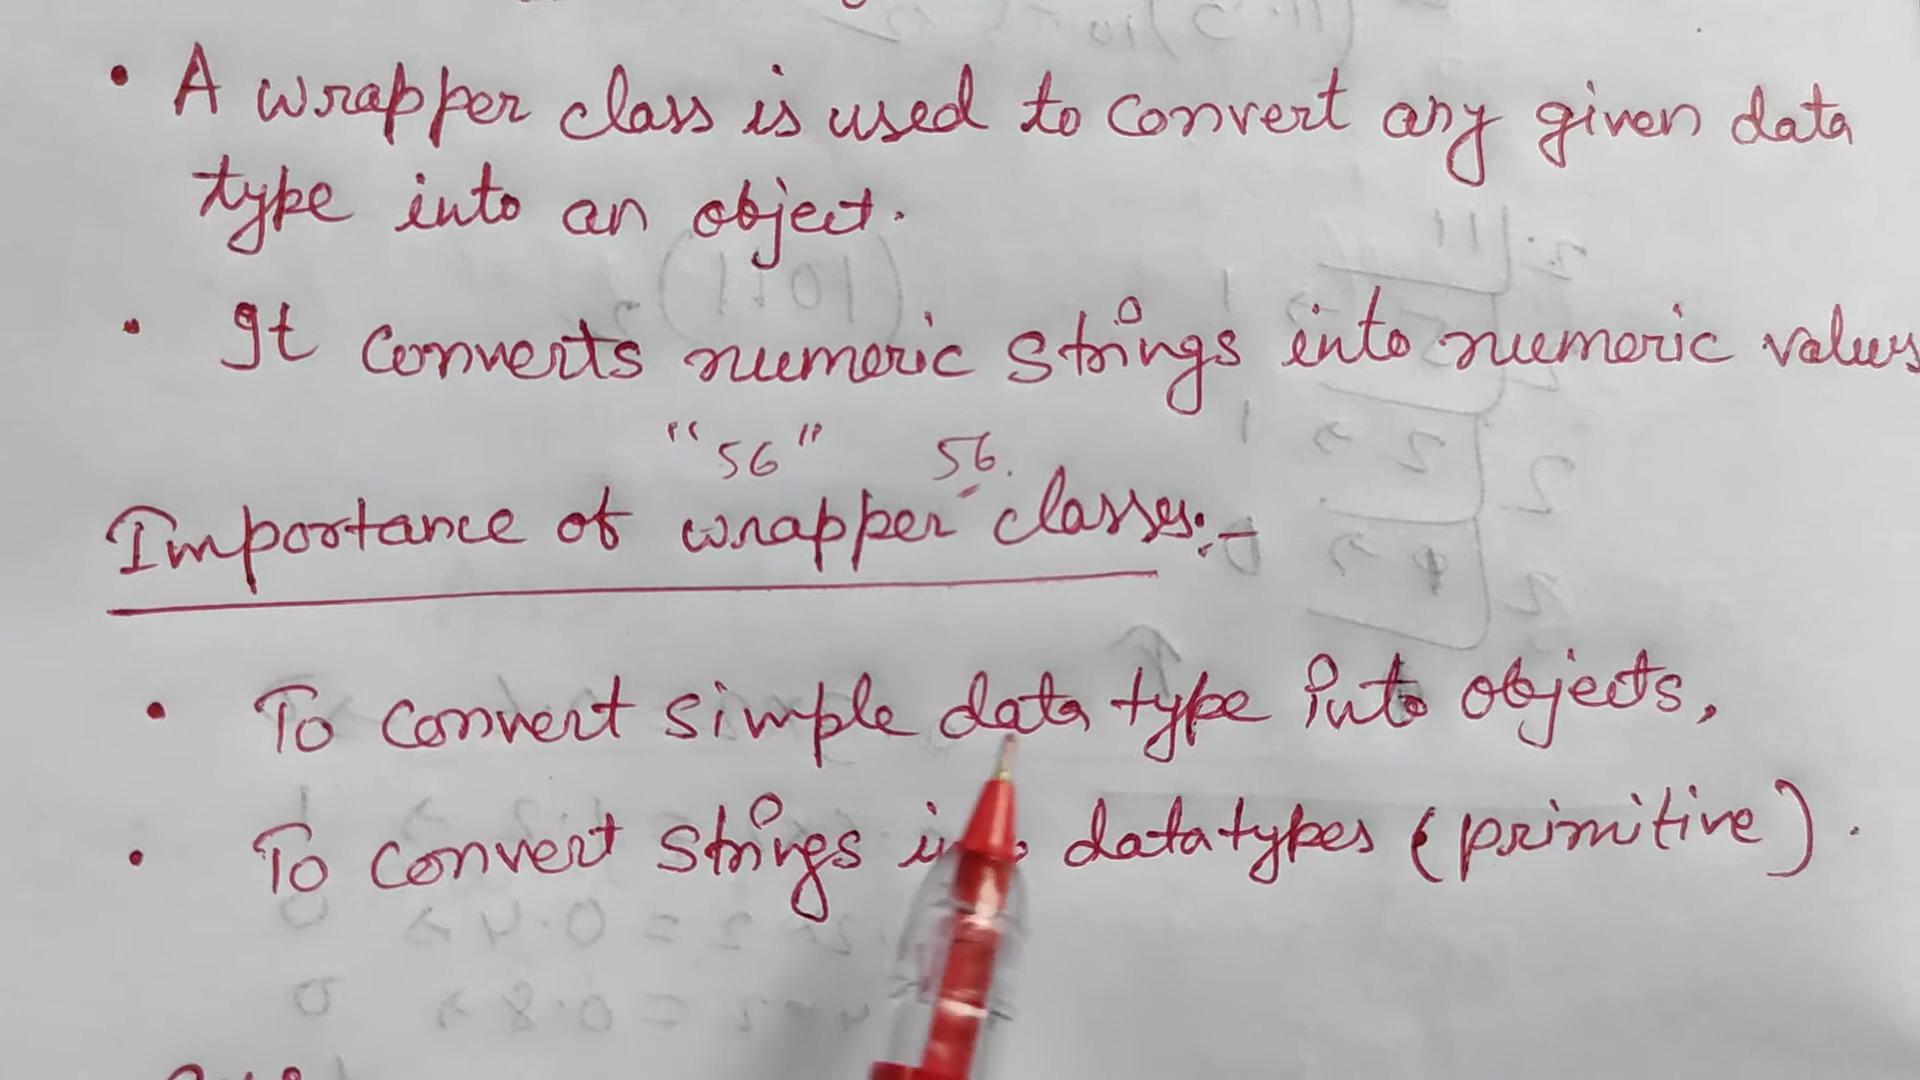 • A wrapper class is used to convert any given data
type into an object.
• It converts numeric strings into numeric values
"56" 56.
Importance of wrapper classes:-
• To convert simple data type into objects,
• To convert strings datatypes (primitive).